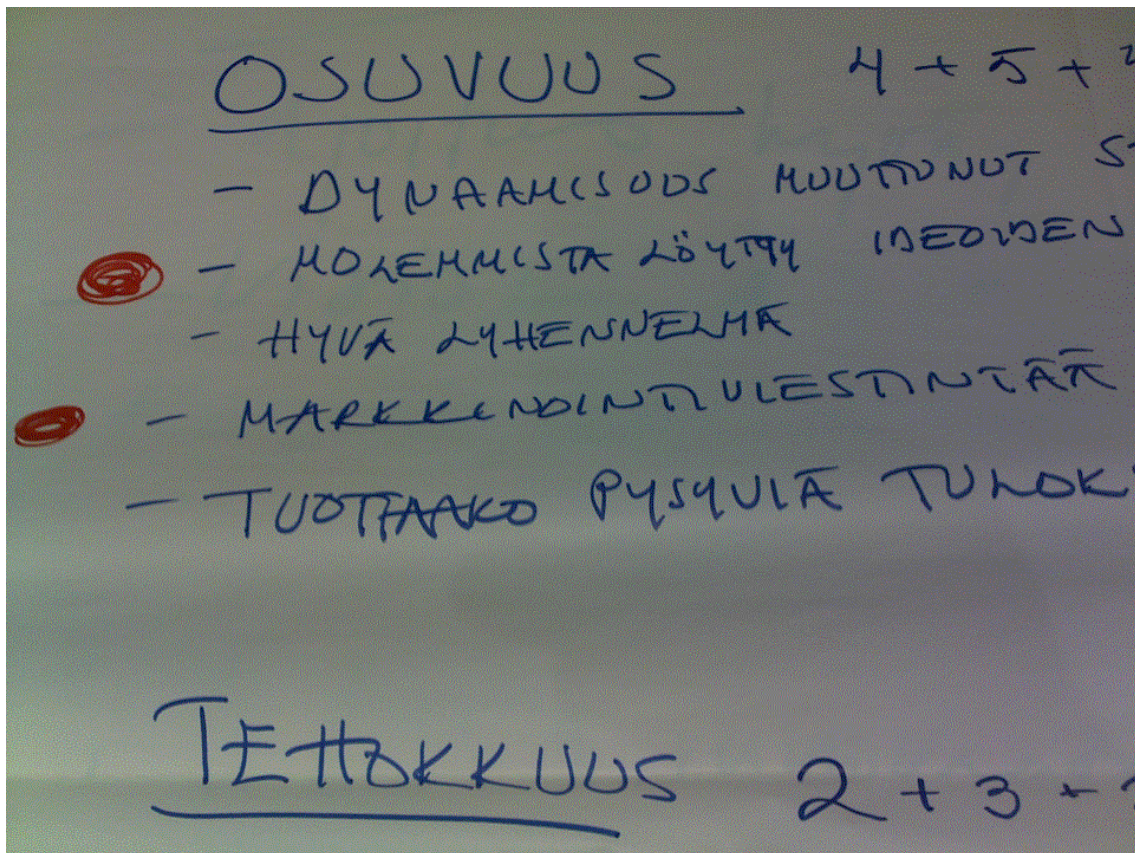 OSUVUUS 4 + 5 +
- DYNAAMISUUS MUUTTUNUT
- MOLEMMISTA LÖYTYY IDEOIDEN
- HYVÄ LYHENNELMÄ
- MARKKINOINTIVIESTINTÄÄ
- TUOTTAAKO PYSYVIÄ TULOK
TEHOKKUUS 2 + 3 +